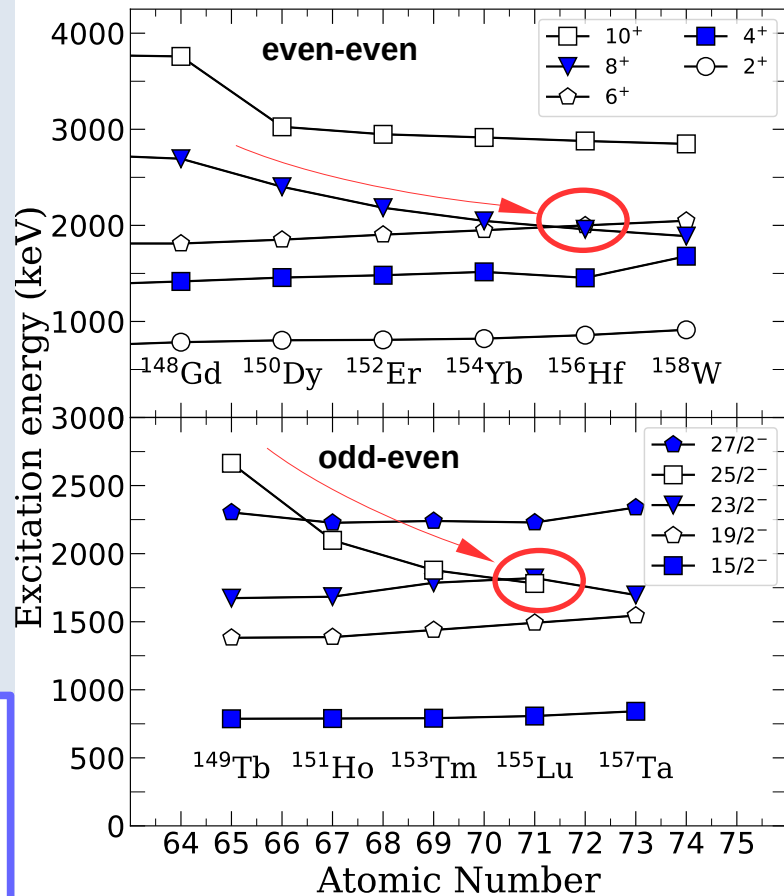 Excitation energy (keV)
4000
3000
2000
1000
even-even
10⁺ 4⁺
8⁺ 2⁺
6⁺
¹⁴⁸Gd ¹⁵⁰Dy ¹⁵²Er ¹⁵⁴Yb ¹⁵⁶Hf ¹⁵⁸W
3000
2500
2000
1500
1000
500
0
odd-even
27/2⁻
25/2⁻
23/2⁻
19/2⁻
15/2⁻
¹⁴⁹Tb ¹⁵¹Ho ¹⁵³Tm ¹⁵⁵Lu ¹⁵⁷Ta
64 65 66 67 68 69 70 71 72 73 74 75
Atomic Number